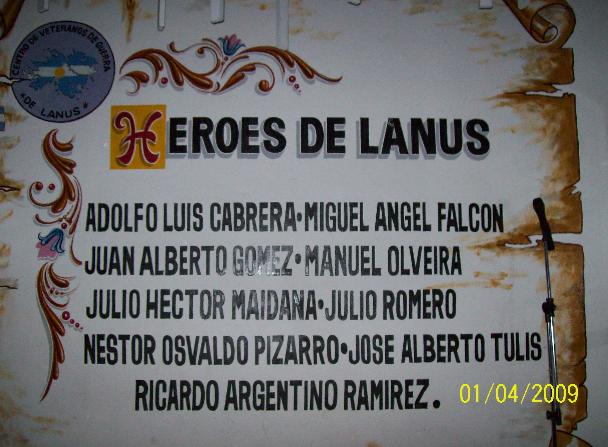 CENTRO DE VETERANOS DE GUERRA
"DE LANUS"
HEROES DE LANUS
ADOLFO LUIS CABRERA·MIGUEL ANGEL FALCON
JUAN ALBERTO GOMEZ·MANUEL OLVEIRA
JULIO HECTOR MAIDANA·JULIO ROMERO
NESTOR OSVALDO PIZARRO·JOSE ALBERTO TULIS
RICARDO ARGENTINO RAMIREZ.
01/04/2009